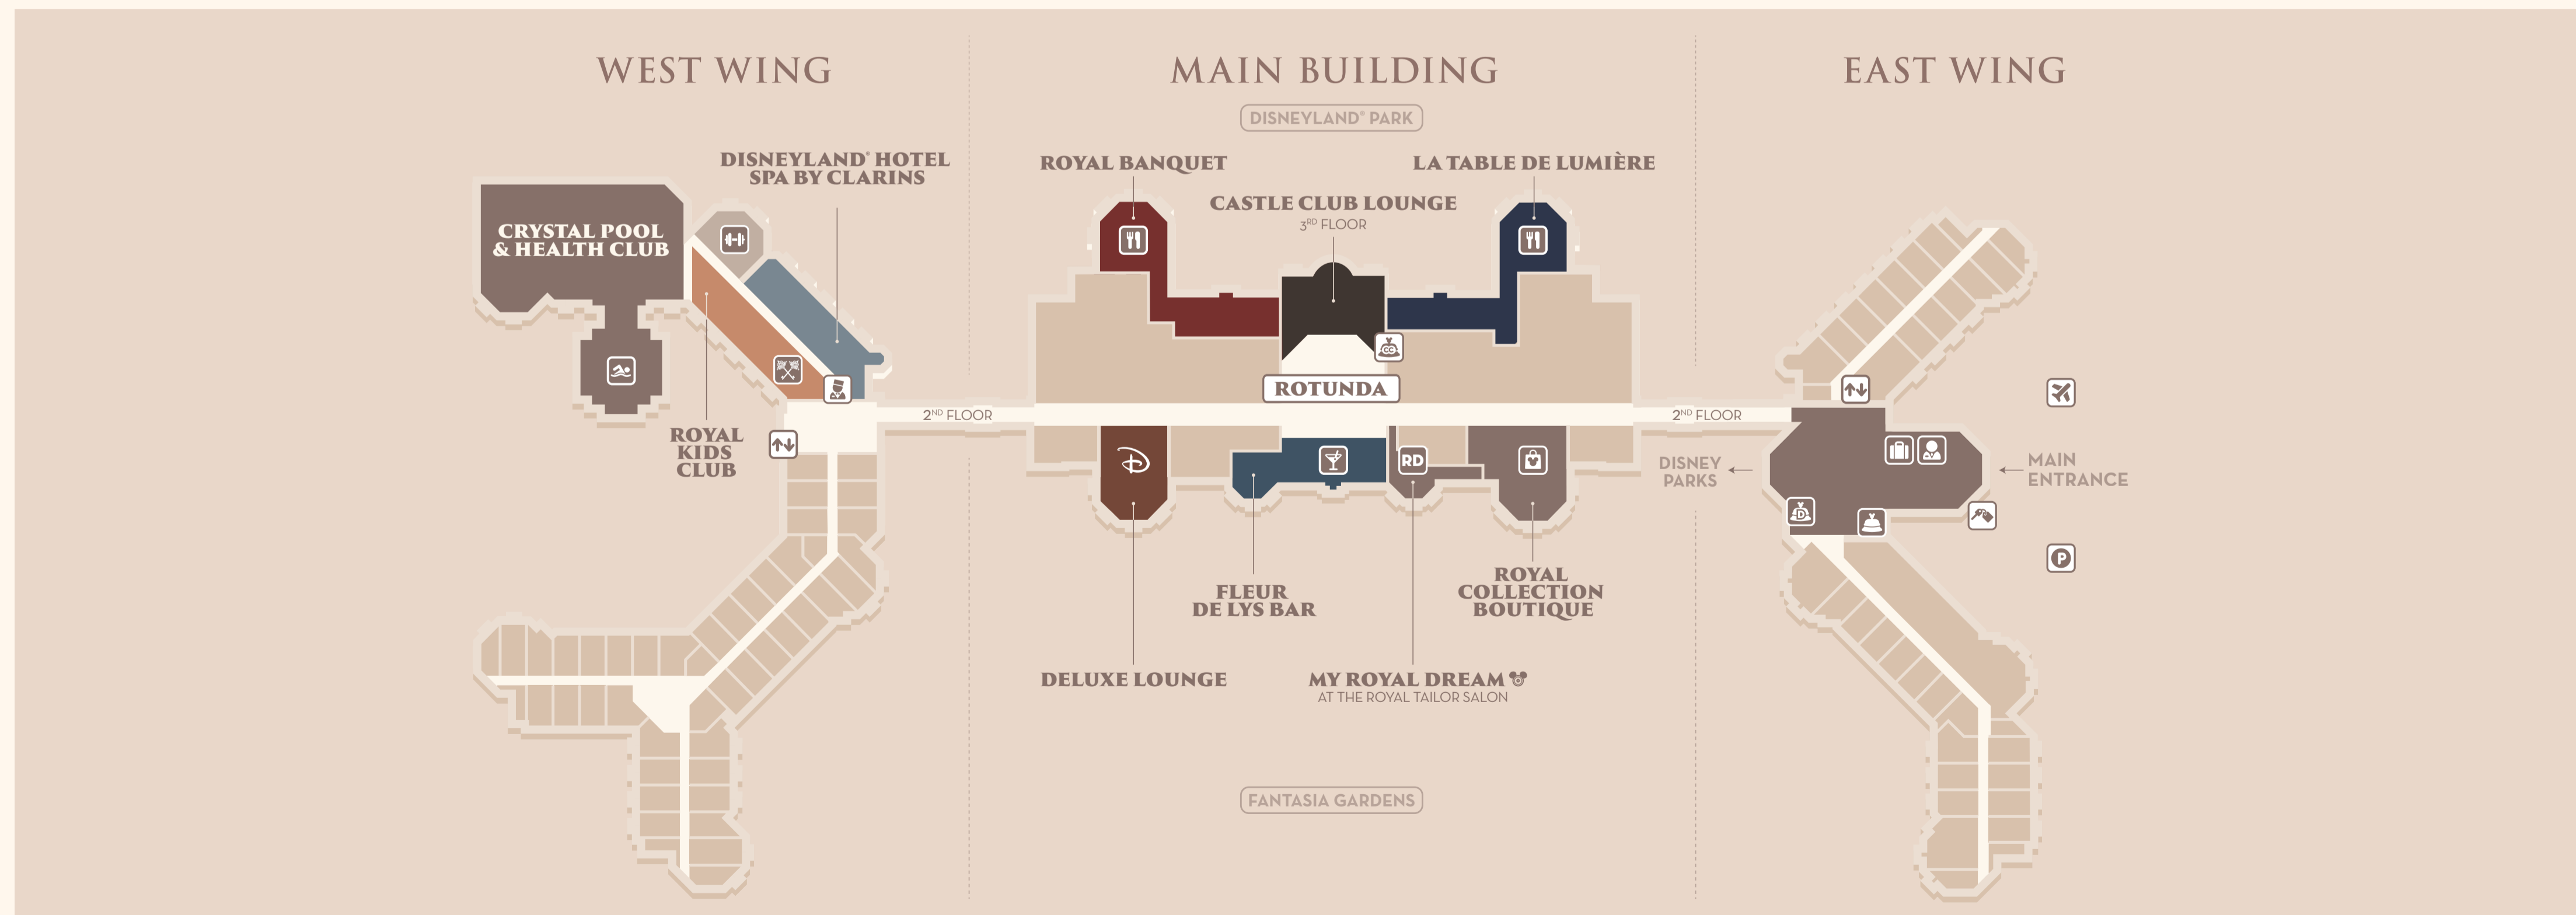 WEST WING
MAIN BUILDING
EAST WING
DISNEYLAND® PARK
DISNEYLAND® HOTEL
SPA BY CLARINS
ROYAL BANQUET
LA TABLE DE LUMIÈRE
CASTLE CLUB LOUNGE
3RD FLOOR
CRYSTAL POOL
& HEALTH CLUB
CC
ROTUNDA
2ND FLOOR
2ND FLOOR
ROYAL
KIDS
CLUB
D
RD
DISNEY
PARKS
MAIN
ENTRANCE
D
P
FLEUR
DE LYS BAR
ROYAL
COLLECTION
BOUTIQUE
DELUXE LOUNGE
MY ROYAL DREAM
AT THE ROYAL TAILOR SALON
FANTASIA GARDENS